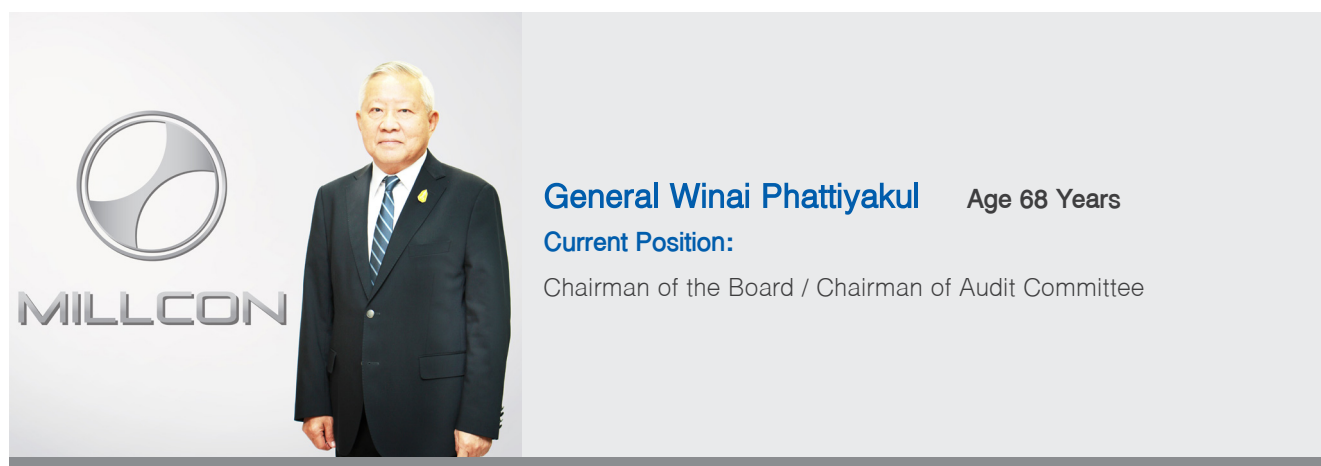 MILLCON
General Winai Phattiyakul Age 68 Years
Current Position:
Chairman of the Board / Chairman of Audit Committee